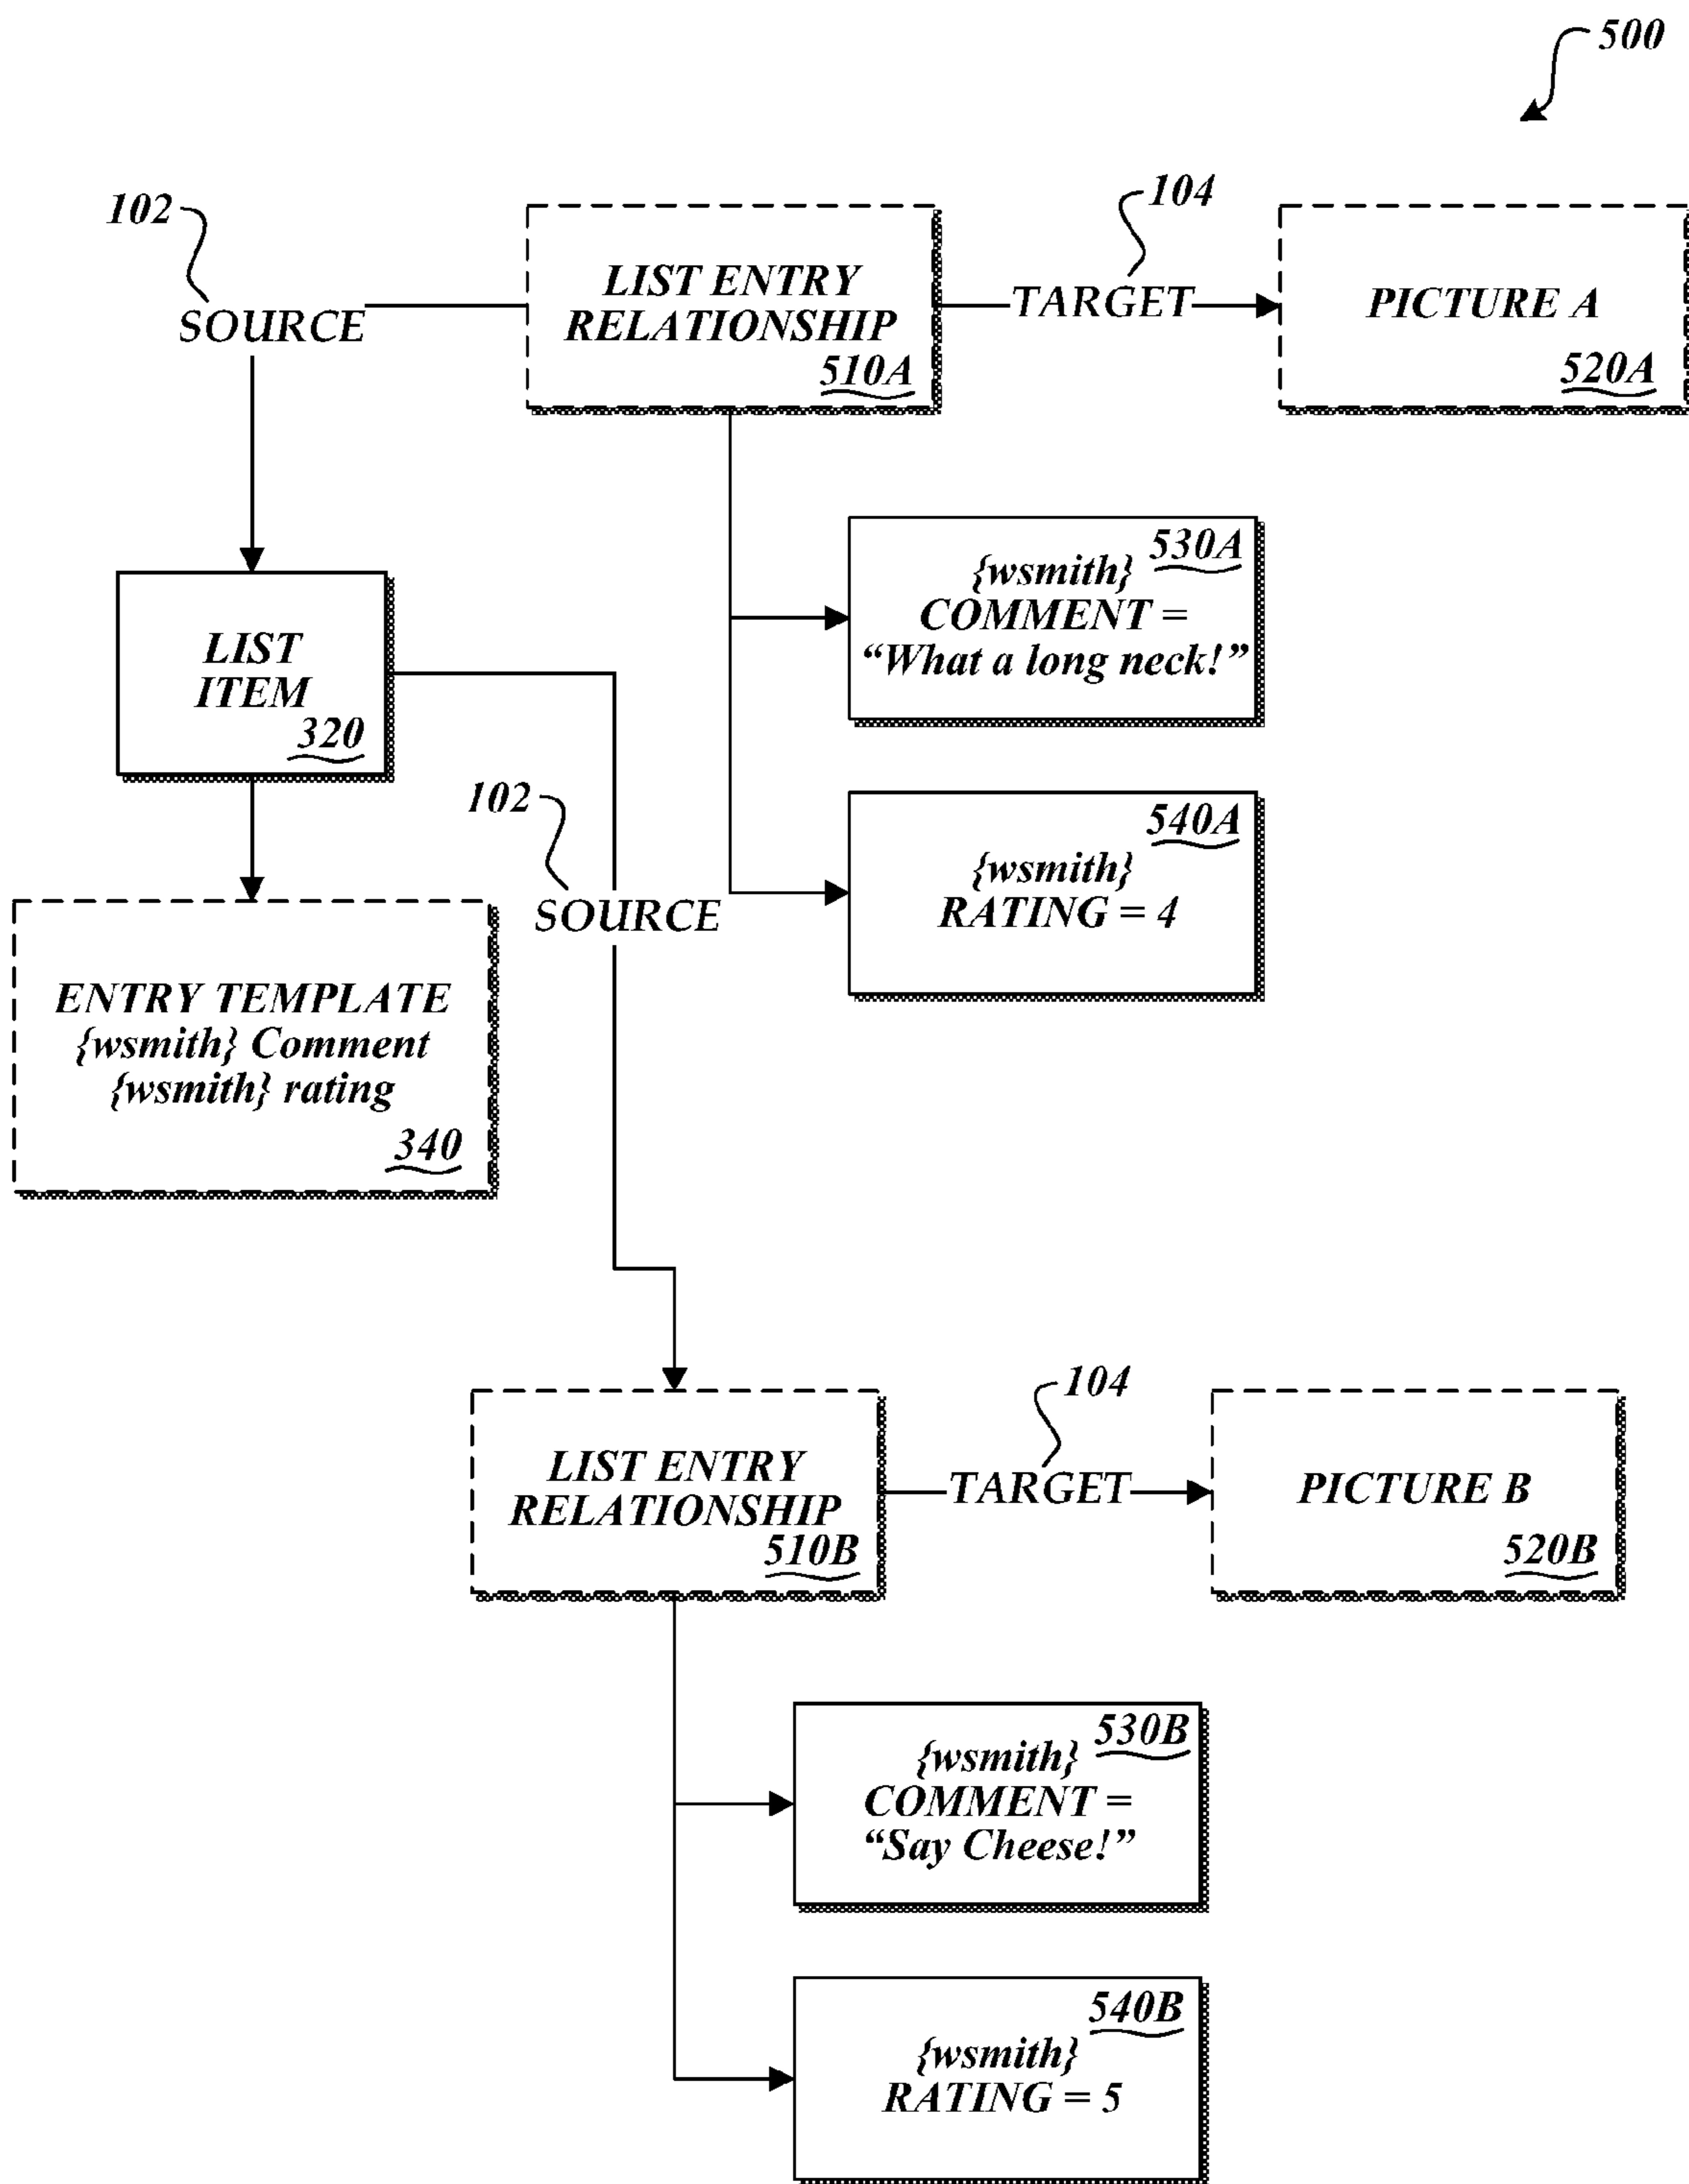 500
102
104
SOURCE
LIST ENTRY
RELATIONSHIP
510A
TARGET
PICTURE A
520A
530A
{wsmith}
COMMENT =
“What a long neck!”
LIST
ITEM
320
102
540A
{wsmith}
RATING = 4
SOURCE
ENTRY TEMPLATE
{wsmith} Comment
{wsmith} rating
340
104
LIST ENTRY
RELATIONSHIP
510B
TARGET
PICTURE B
520B
530B
{wsmith}
COMMENT =
“Say Cheese!”
540B
{wsmith}
RATING = 5